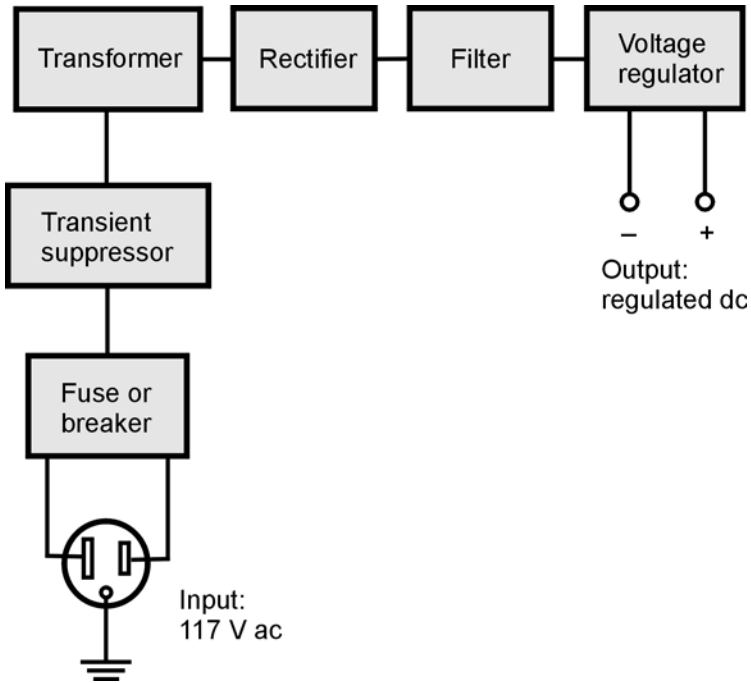 Transformer
Rectifier
Filter
Voltage
regulator
Transient
suppressor
– +
Output:
regulated dc
Fuse or
breaker
Input:
117 V ac